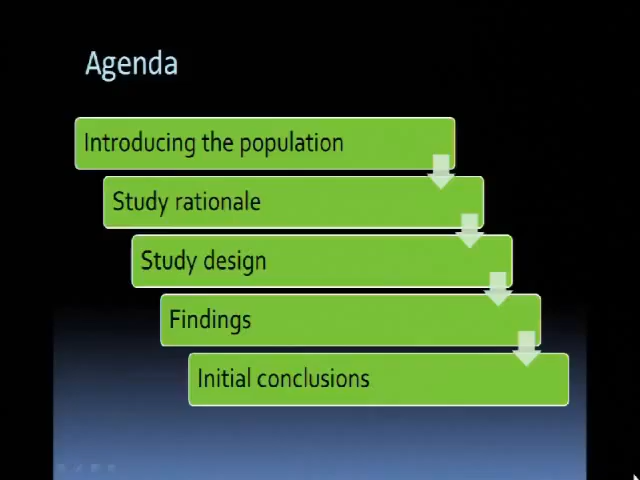 Agenda
Introducing the population
Study rationale
Study design
Findings
Initial conclusions